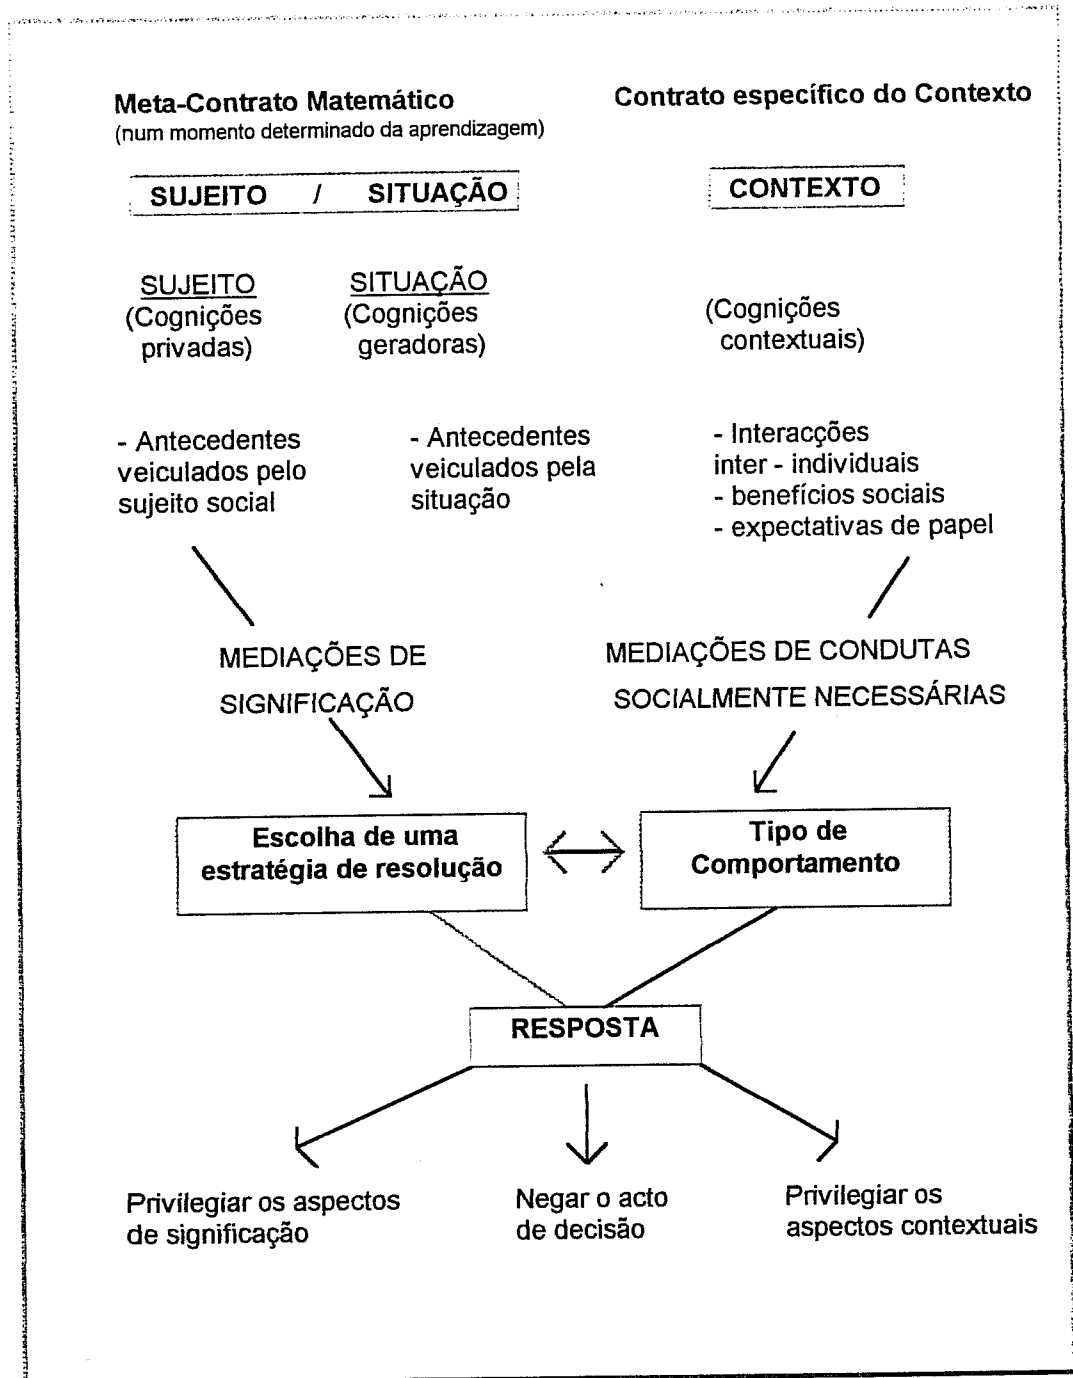 Meta-Contrato Matemático
(num momento determinado da aprendizagem)
Contrato específico do Contexto
SUJEITO / SITUAÇÃO
CONTEXTO
SUJEITO
(Cognições
privadas)
SITUAÇÃO
(Cognições
geradoras)
(Cognições
contextuais)
- Antecedentes
veiculados pelo
sujeito social
- Antecedentes
veiculados pela
situação
- Interacções
inter - individuais
- benefícios sociais
- expectativas de papel
MEDIAÇÕES DE
SIGNIFICAÇÃO
MEDIAÇÕES DE CONDUTAS
SOCIALMENTE NECESSÁRIAS
Escolha de uma
estratégia de resolução
Tipo de
Comportamento
RESPOSTA
Privilegiar os aspectos
de significação
Negar o acto
de decisão
Privilegiar os
aspectos contextuais